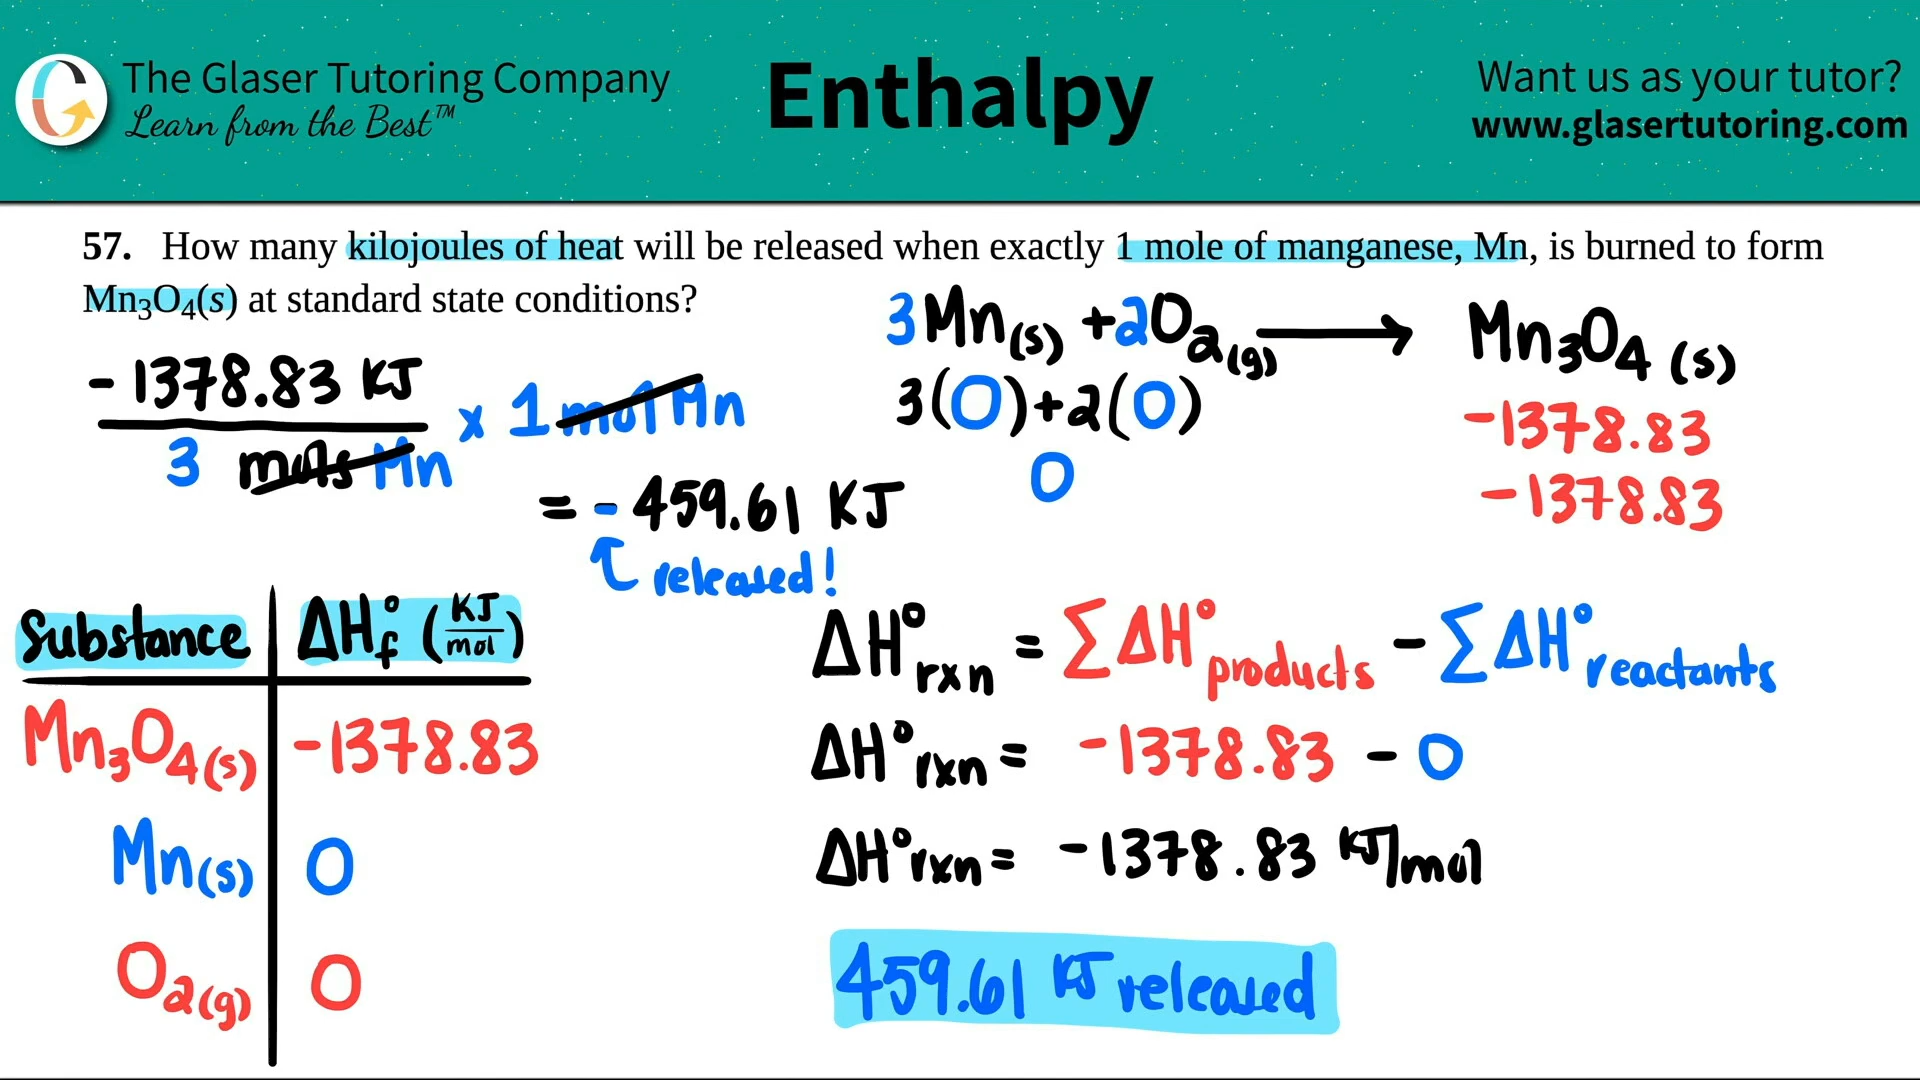 The Glaser Tutoring Company
Learn from the Best™
Enthalpy
Want us as your tutor?
www.glasertutoring.com
57. How many kilojoules of heat will be released when exactly 1 mole of manganese, Mn, is burned to form
Mn₃O₄(s) at standard state conditions?
3Mn(s) + 2O₂(g) ⟶ Mn₃O₄(s)
3(0)+2(0)
0
-1378.83
-1378.83
-1378.83 KJ
3 mols Mn
x 1 mol Mn
= -459.61 KJ
released!
Substance | ΔH°f (KJ/mol)
Mn₃O₄(s) | -1378.83
Mn(s) | 0
O₂(g) | 0
ΔH°rxn = ΣΔH°products - ΣΔH°reactants
ΔH°rxn = -1378.83 - 0
ΔH°rxn = -1378.83 KJ/mol
459.61 KJ released